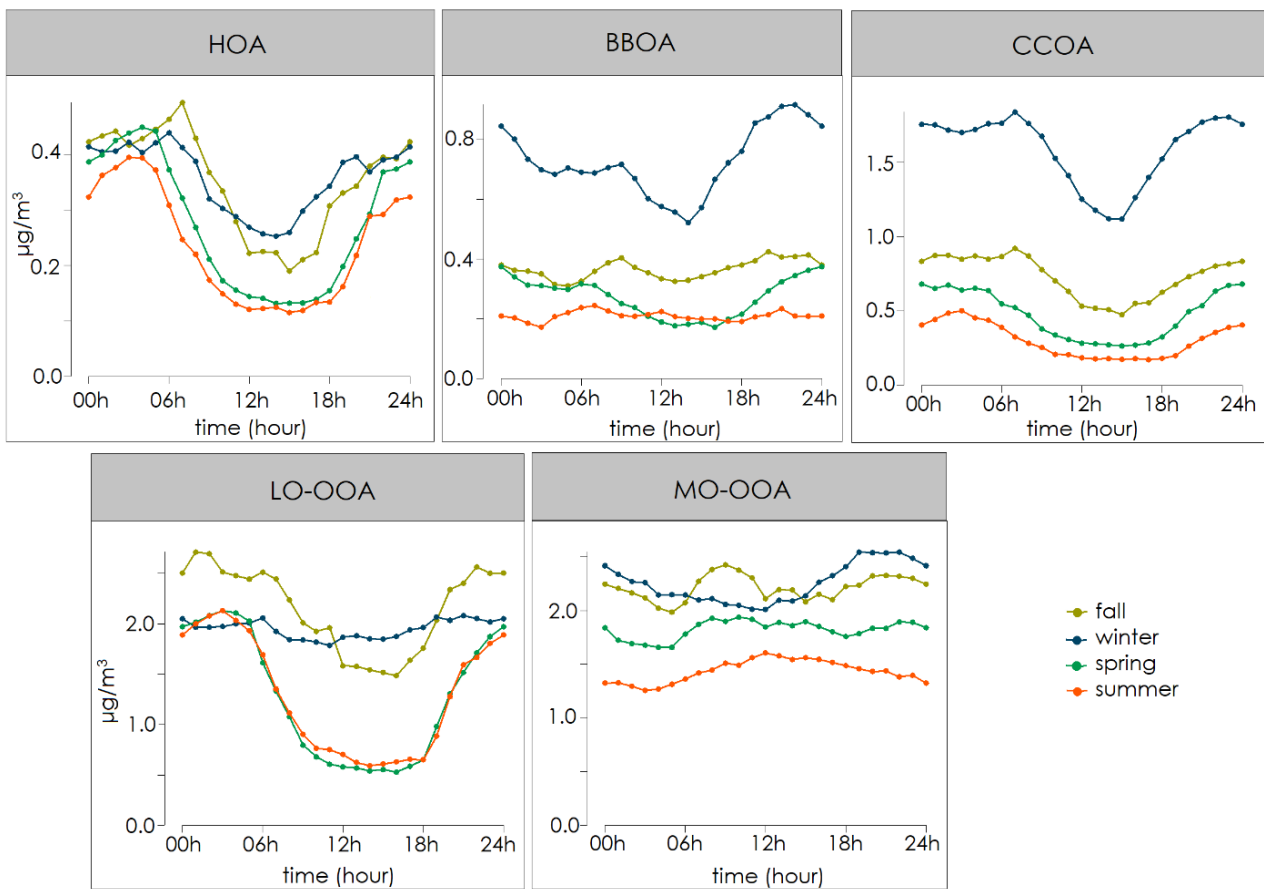 HOA
BBOA
CCOA
µg/m³
0.4
0.2
0.0
00h 06h 12h 18h 24h
time (hour)
0.8
0.4
0.0
00h 06h 12h 18h 24h
time (hour)
1.5
1.0
0.5
0.0
00h 06h 12h 18h 24h
time (hour)
LO-OOA
MO-OOA
µg/m³
2.0
1.0
0.0
00h 06h 12h 18h 24h
time (hour)
2.0
1.0
0.0
00h 06h 12h 18h 24h
time (hour)
fall
winter
spring
summer